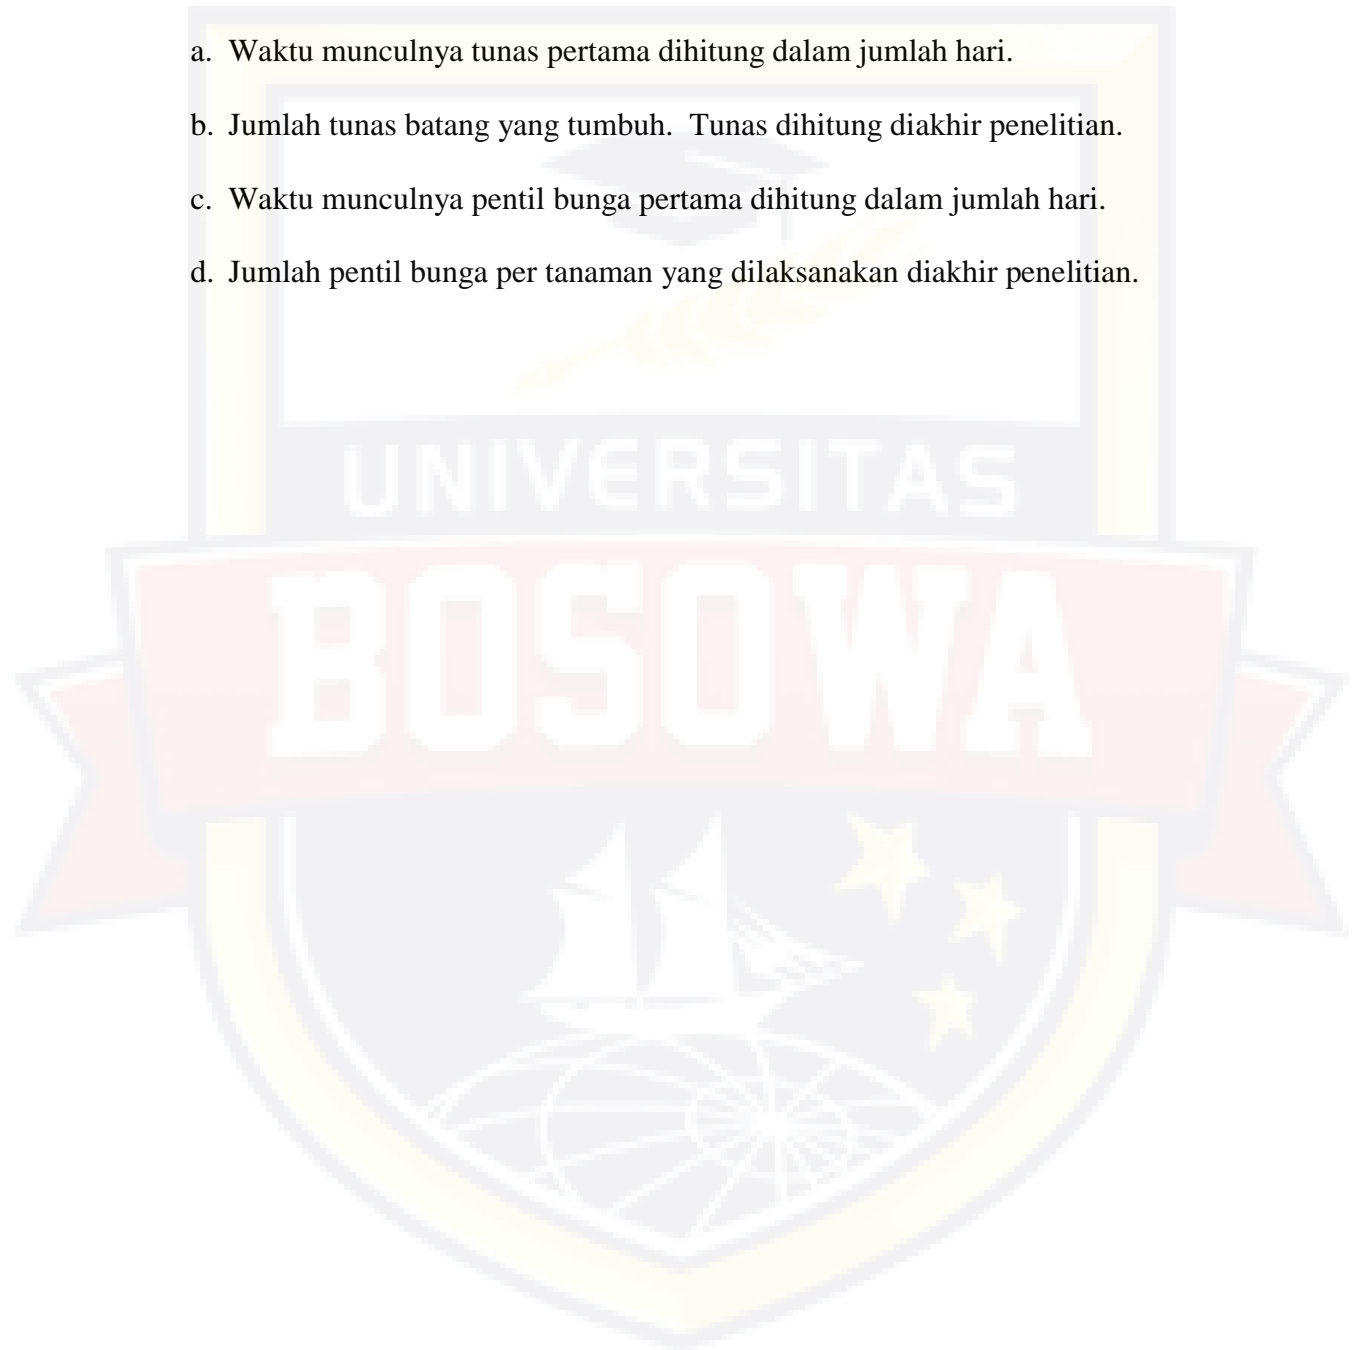 a. Waktu munculnya tunas pertama dihitung dalam jumlah hari.
b. Jumlah tunas batang yang tumbuh.  Tunas dihitung diakhir penelitian.
c. Waktu munculnya pentil bunga pertama dihitung dalam jumlah hari.
d. Jumlah pentil bunga per tanaman yang dilaksanakan diakhir penelitian.
UNIVERSITAS
BOSOWA